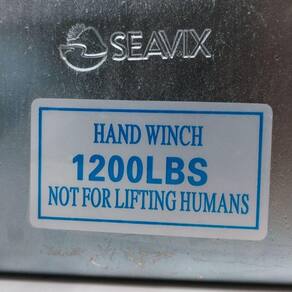 SEAVIX
HAND WINCH
1200LBS
NOT FOR LIFTING HUMANS